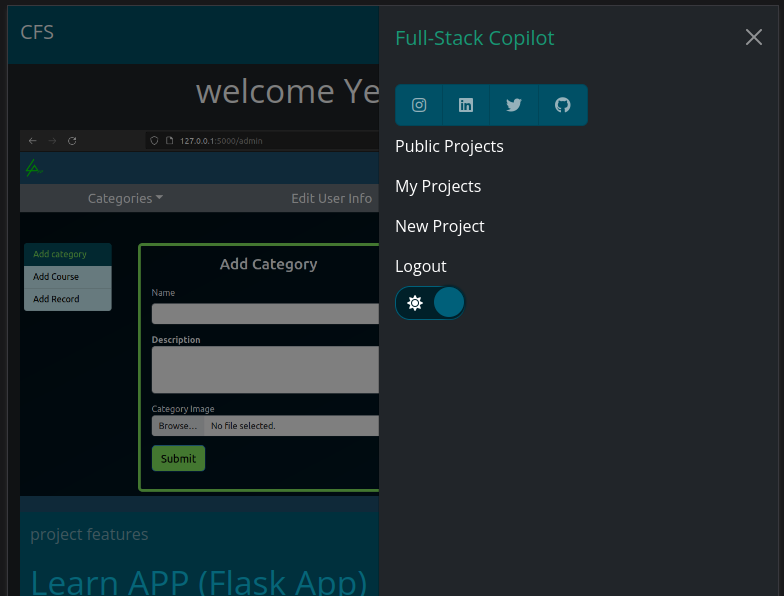 CFS
welcome Ye
127.0.0.1:5000/admin
Categories
Edit User Info
Add category
Add Course
Add Record
Add Category
Name
Description
Category Image
Browse... No file selected.
Submit
project features
Learn APP (Flask App)
Full-Stack Copilot
Public Projects
My Projects
New Project
Logout